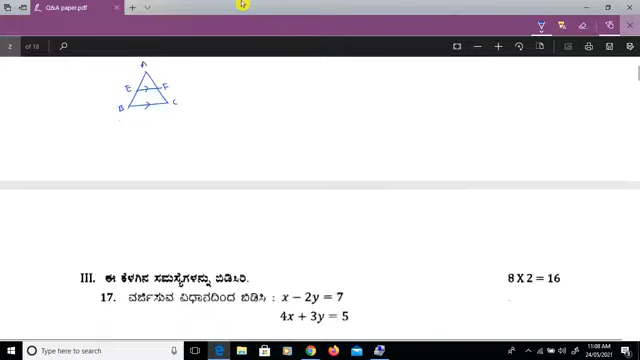 Q&A paper.pdf
2 of 18
A
E F
B C
III. ಈ ಕೆಳಗಿನ ಸಮಸ್ಯೆಗಳನ್ನು ಬಿಡಿಸಿರಿ. 8 X 2 = 16
17. ವರ್ಜಿಸುವ ವಿಧಾನದಿಂದ ಬಿಡಿಸಿ : x − 2y = 7
4x + 3y = 5
Type here to search
11:08 AM
24/05/2021